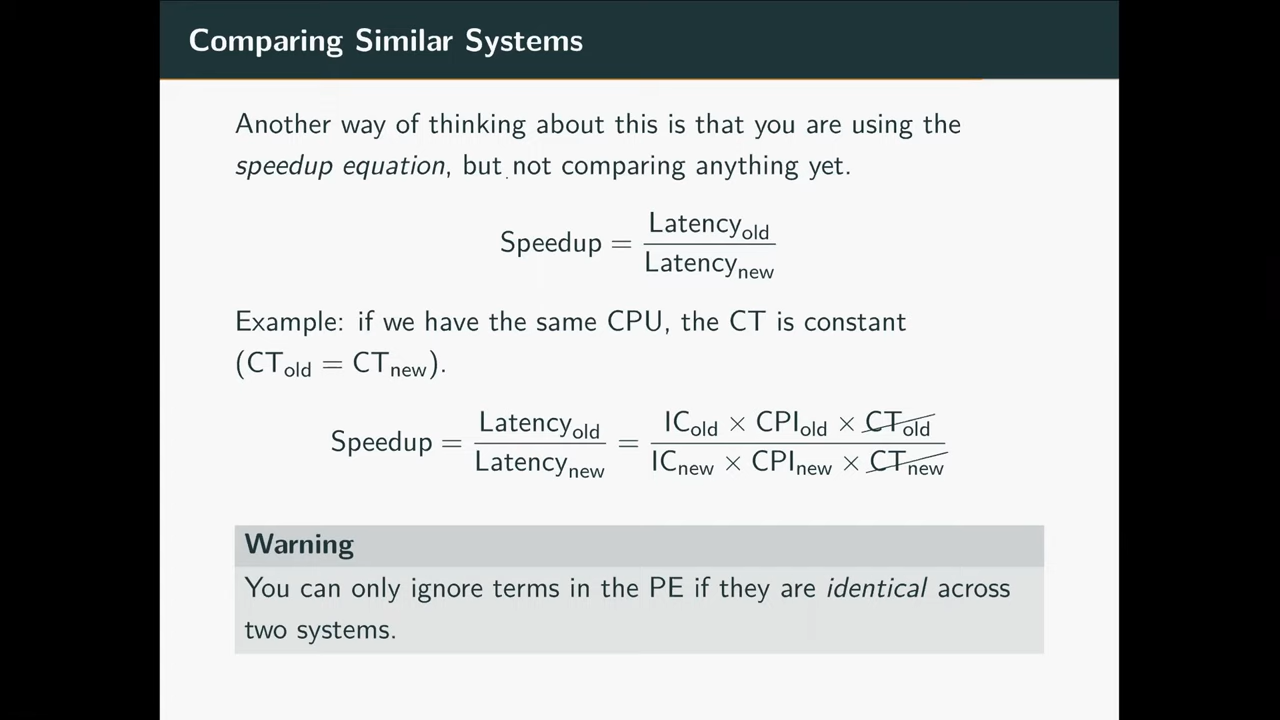 Comparing Similar Systems
Another way of thinking about this is that you are using the
speedup equation, but not comparing anything yet.
Speedup = Latency_old / Latency_new
Example: if we have the same CPU, the CT is constant
(CT_old = CT_new).
Speedup = Latency_old / Latency_new = IC_old × CPI_old × CT_old / IC_new × CPI_new × CT_new
Warning
You can only ignore terms in the PE if they are identical across
two systems.